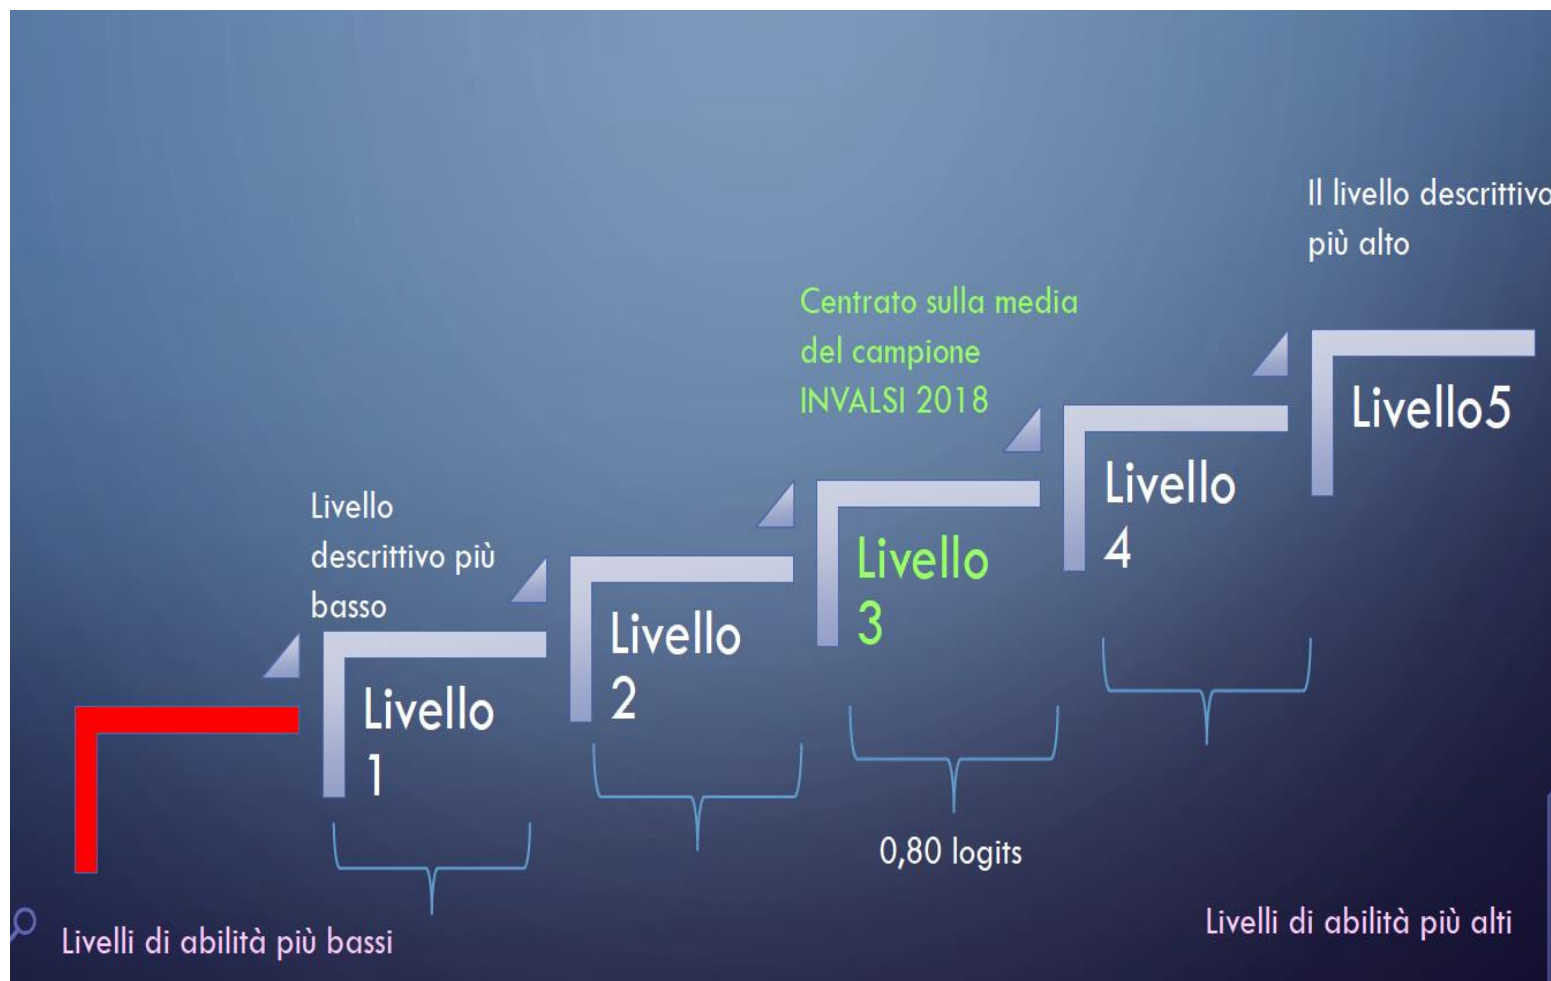 Il livello descrittivo
più alto
Centrato sulla media
del campione
INVALSI 2018
Livello5
Livello
4
Livello
descrittivo più
basso
Livello
3
Livello
2
Livello
1
0,80 logits
Livelli di abilità più alti
Livelli di abilità più bassi